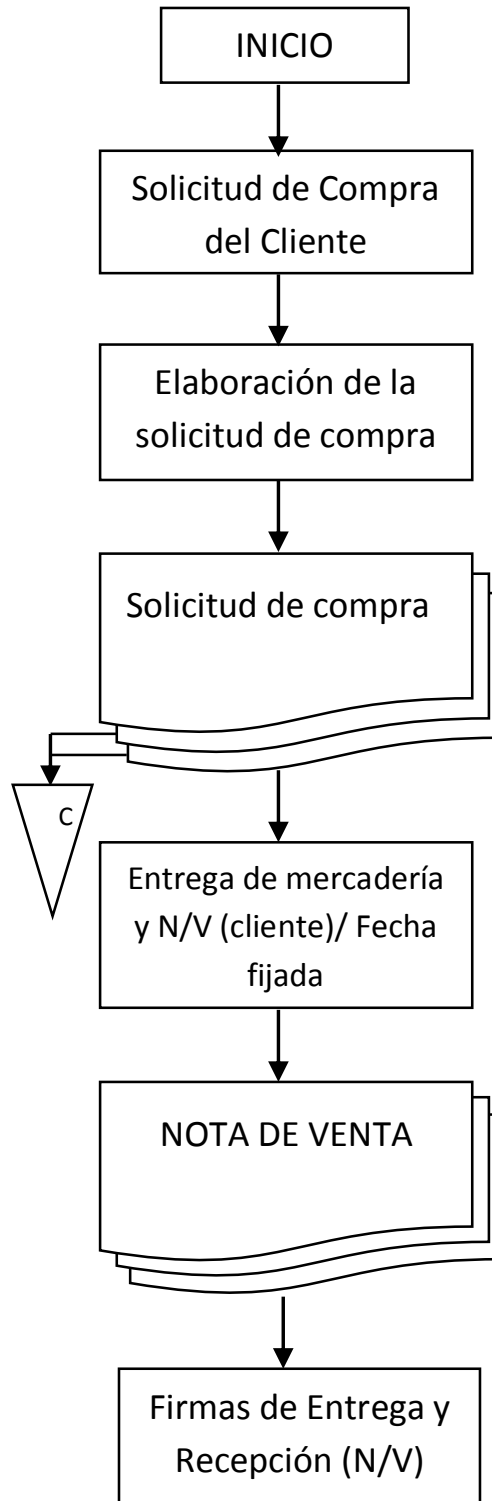 INICIO
Solicitud de Compra
del Cliente
Elaboración de la
solicitud de compra
Solicitud de compra
C
Entrega de mercadería
y N/V (cliente)/ Fecha
fijada
NOTA DE VENTA
Firmas de Entrega y
Recepción (N/V)